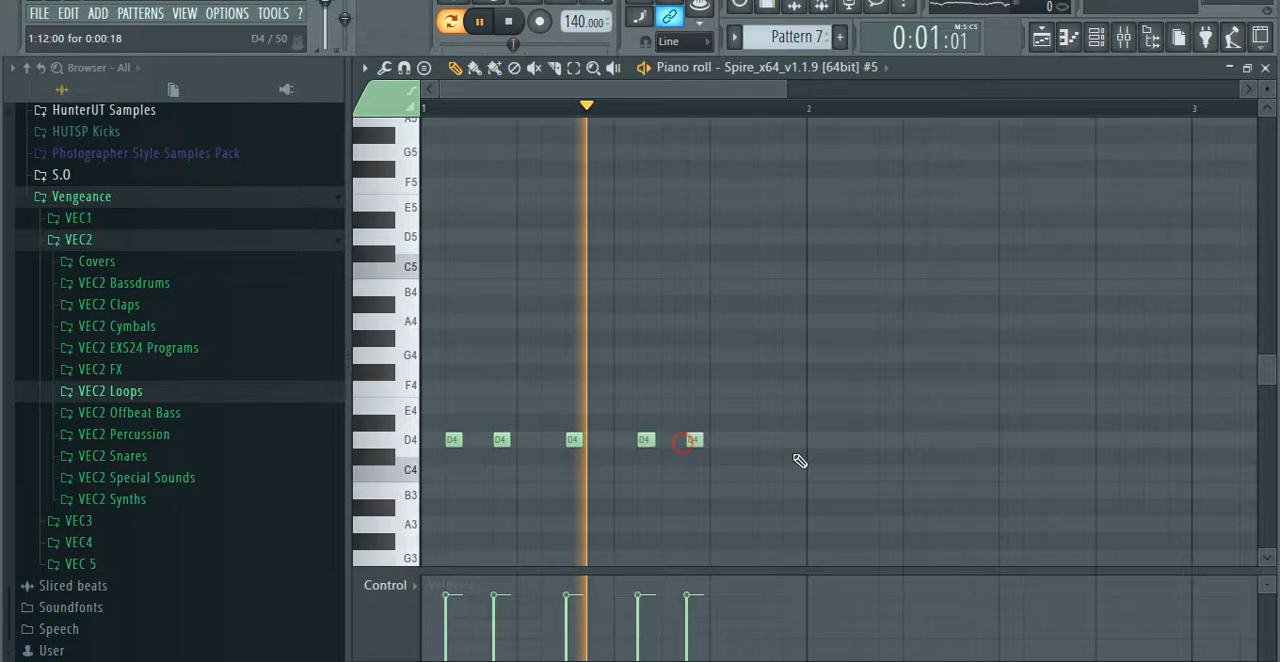 FILE EDIT ADD PATTERNS VIEW OPTIONS TOOLS ?
1:12:00 for 0:00:18 D4 / 50
140.000
Line
Pattern 7
0:01:01
M:S:CS
0
Browser - All
HunterUT Samples
HUTSP Kicks
Photographer Style Samples Pack
S.O
Vengeance
VEC1
VEC2
Covers
VEC2 Bassdrums
VEC2 Claps
VEC2 Cymbals
VEC2 EXS24 Programs
VEC2 FX
VEC2 Loops
VEC2 Offbeat Bass
VEC2 Percussion
VEC2 Snares
VEC2 Special Sounds
VEC2 Synths
VEC3
VEC4
VEC 5
Sliced beats
Soundfonts
Speech
User
Piano roll - Spire_x64_v1.1.9 [64bit] #5
1 2 3
A5
G5
F5
E5
D5
C5
B4
A4
G4
F4
E4
D4 D4 D4 D4 D4 D4
C4
B3
A3
G3
Control Velocity